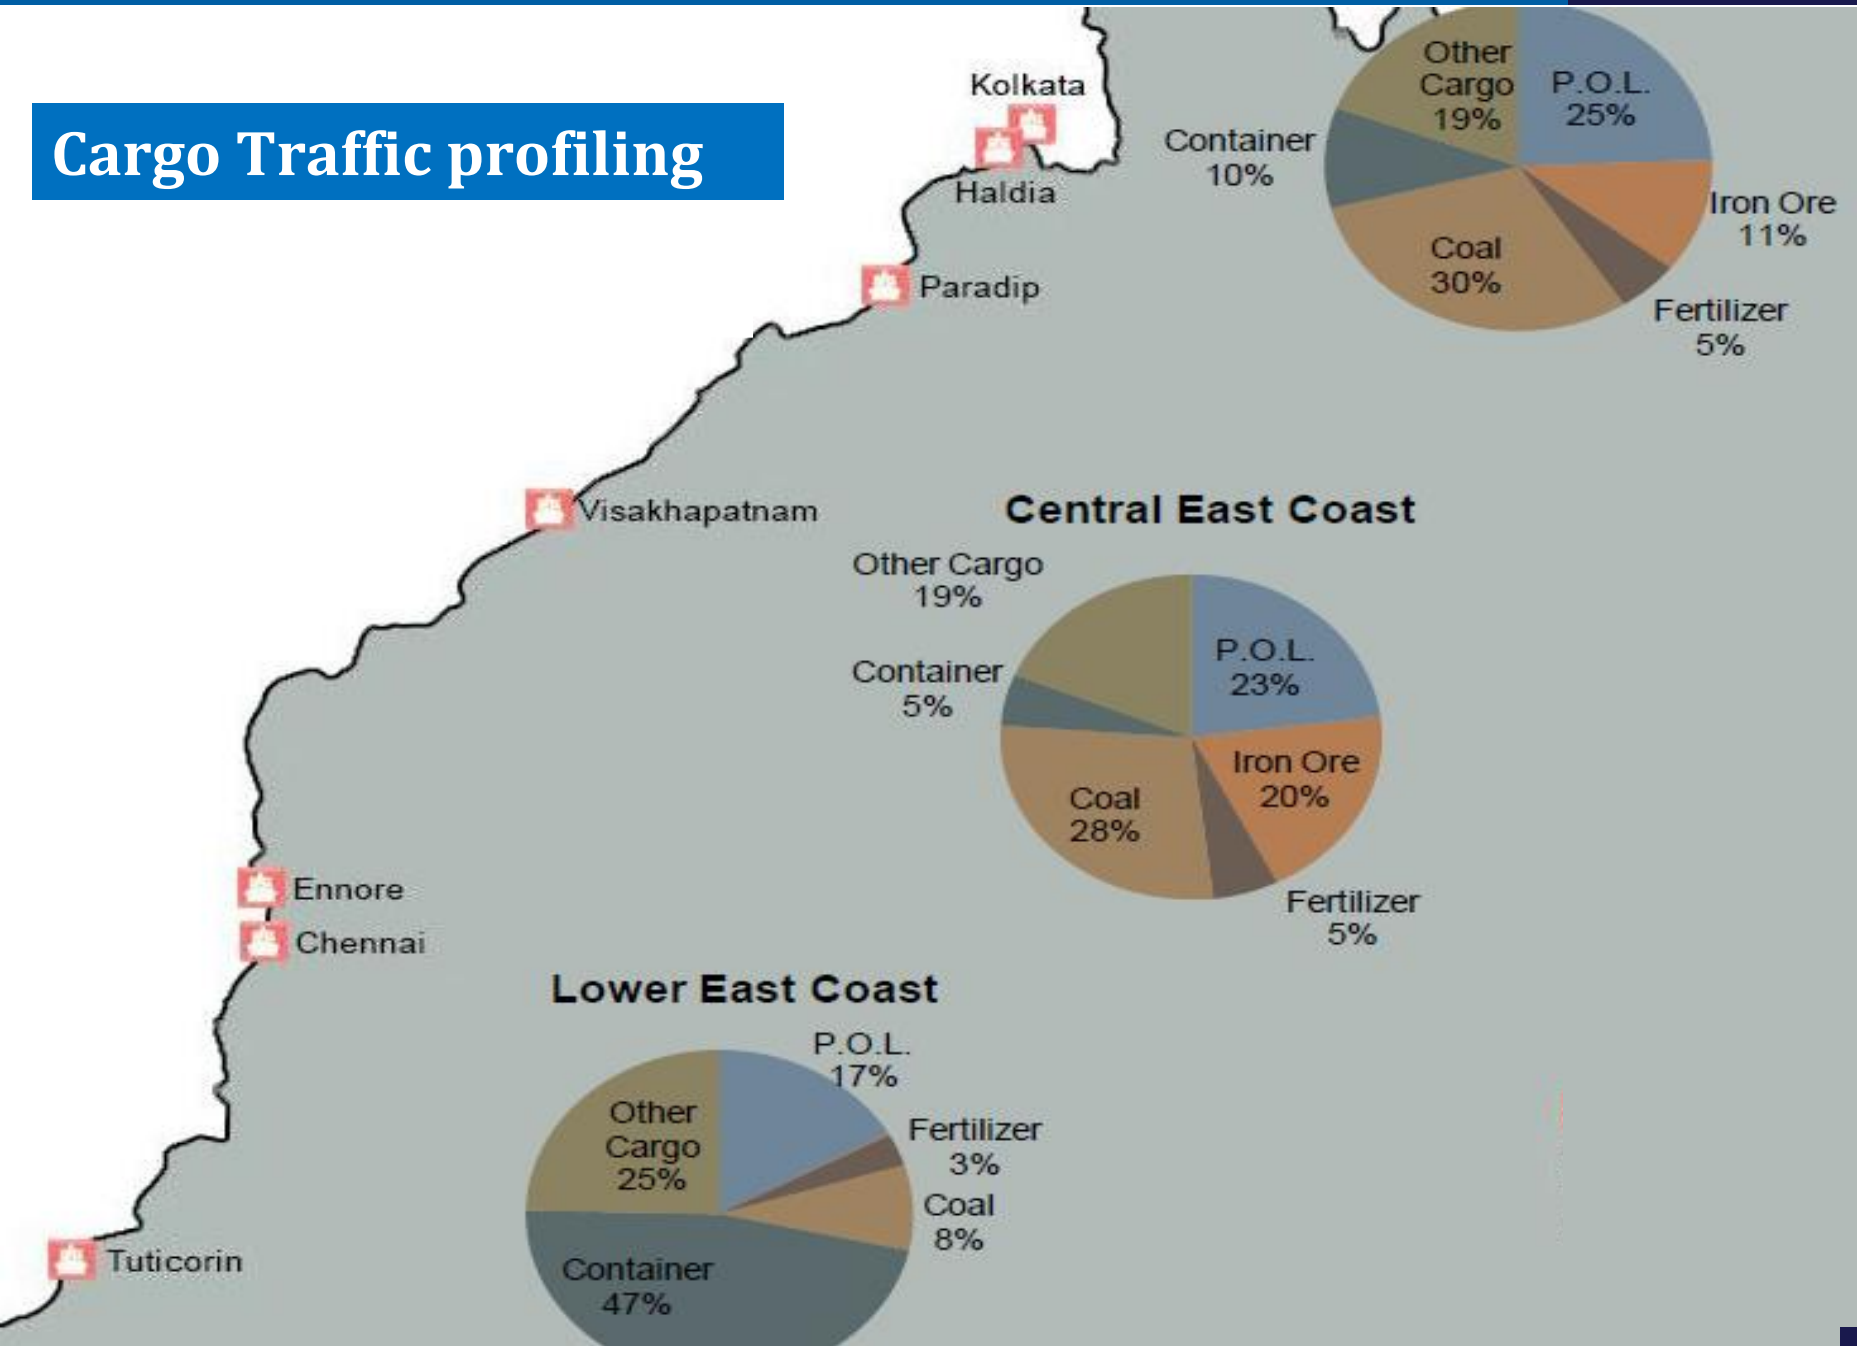 Cargo Traffic profiling
Kolkata
Haldia
Paradip
Visakhapatnam
Ennore
Chennai
Tuticorin
Other
Cargo
19%
P.O.L.
25%
Container
10%
Iron Ore
11%
Coal
30%
Fertilizer
5%
Central East Coast
Other Cargo
19%
P.O.L.
23%
Container
5%
Iron Ore
20%
Coal
28%
Fertilizer
5%
Lower East Coast
P.O.L.
17%
Other
Cargo
25%
Fertilizer
3%
Coal
8%
Container
47%